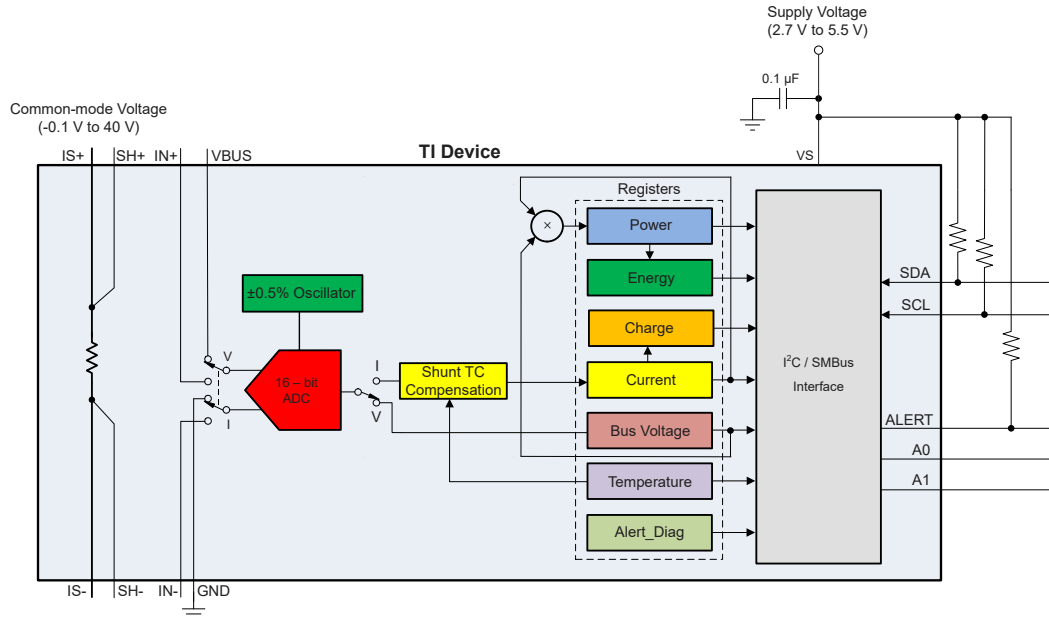 Supply Voltage
(2.7 V to 5.5 V)
0.1 µF
Common-mode Voltage
(-0.1 V to 40 V)
IS+
SH+
IN+
VBUS
TI Device
VS
Registers
×
Power
Energy
±0.5% Oscillator
Charge
SDA
SCL
V
I
16 – bit
ADC
I
V
Shunt TC
Compensation
Current
I²C / SMBus
Interface
Bus Voltage
ALERT
A0
Temperature
A1
Alert_Diag
IS-
SH-
IN-
GND